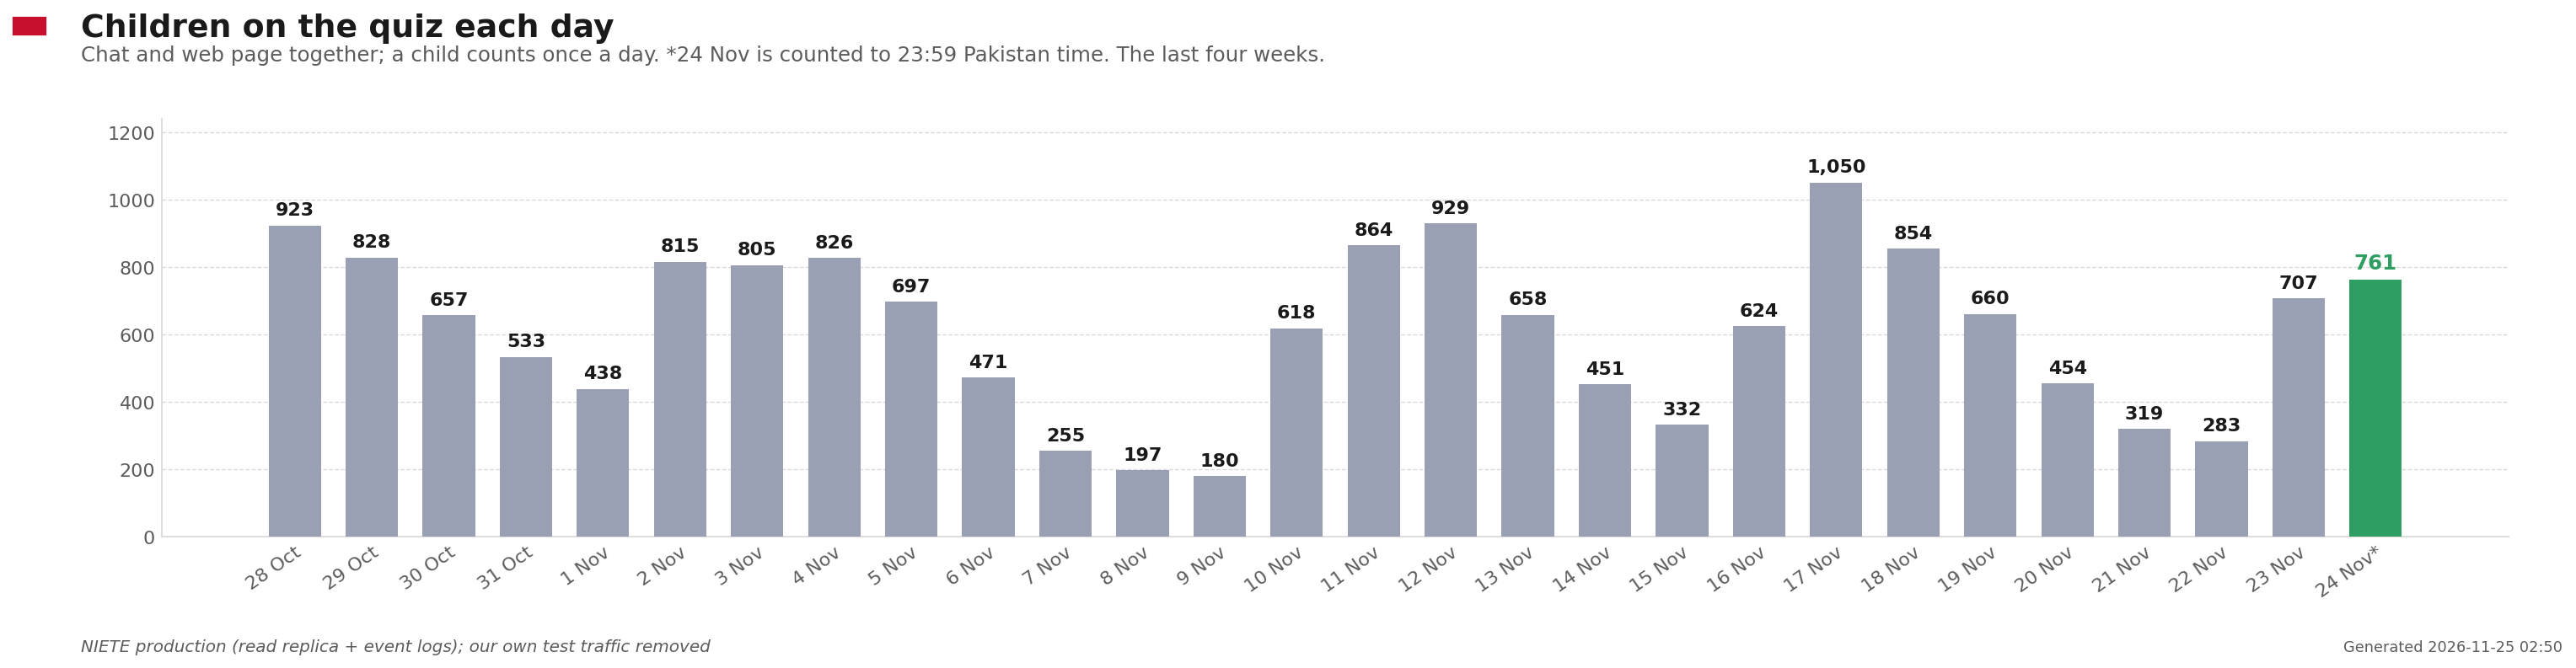 Children on the quiz each day
Chat and web page together; a child counts once a day. *24 Nov is counted to 23:59 Pakistan time. The last four weeks.
1200
1000
800
600
400
200
0
923
828
657
533
438
815
805
826
697
471
255
197
180
618
864
929
658
451
332
624
1,050
854
660
454
319
283
707
761
28 Oct
29 Oct
30 Oct
31 Oct
1 Nov
2 Nov
3 Nov
4 Nov
5 Nov
6 Nov
7 Nov
8 Nov
9 Nov
10 Nov
11 Nov
12 Nov
13 Nov
14 Nov
15 Nov
16 Nov
17 Nov
18 Nov
19 Nov
20 Nov
21 Nov
22 Nov
23 Nov
24 Nov*
NIETE production (read replica + event logs); our own test traffic removed
Generated 2026-11-25 02:50